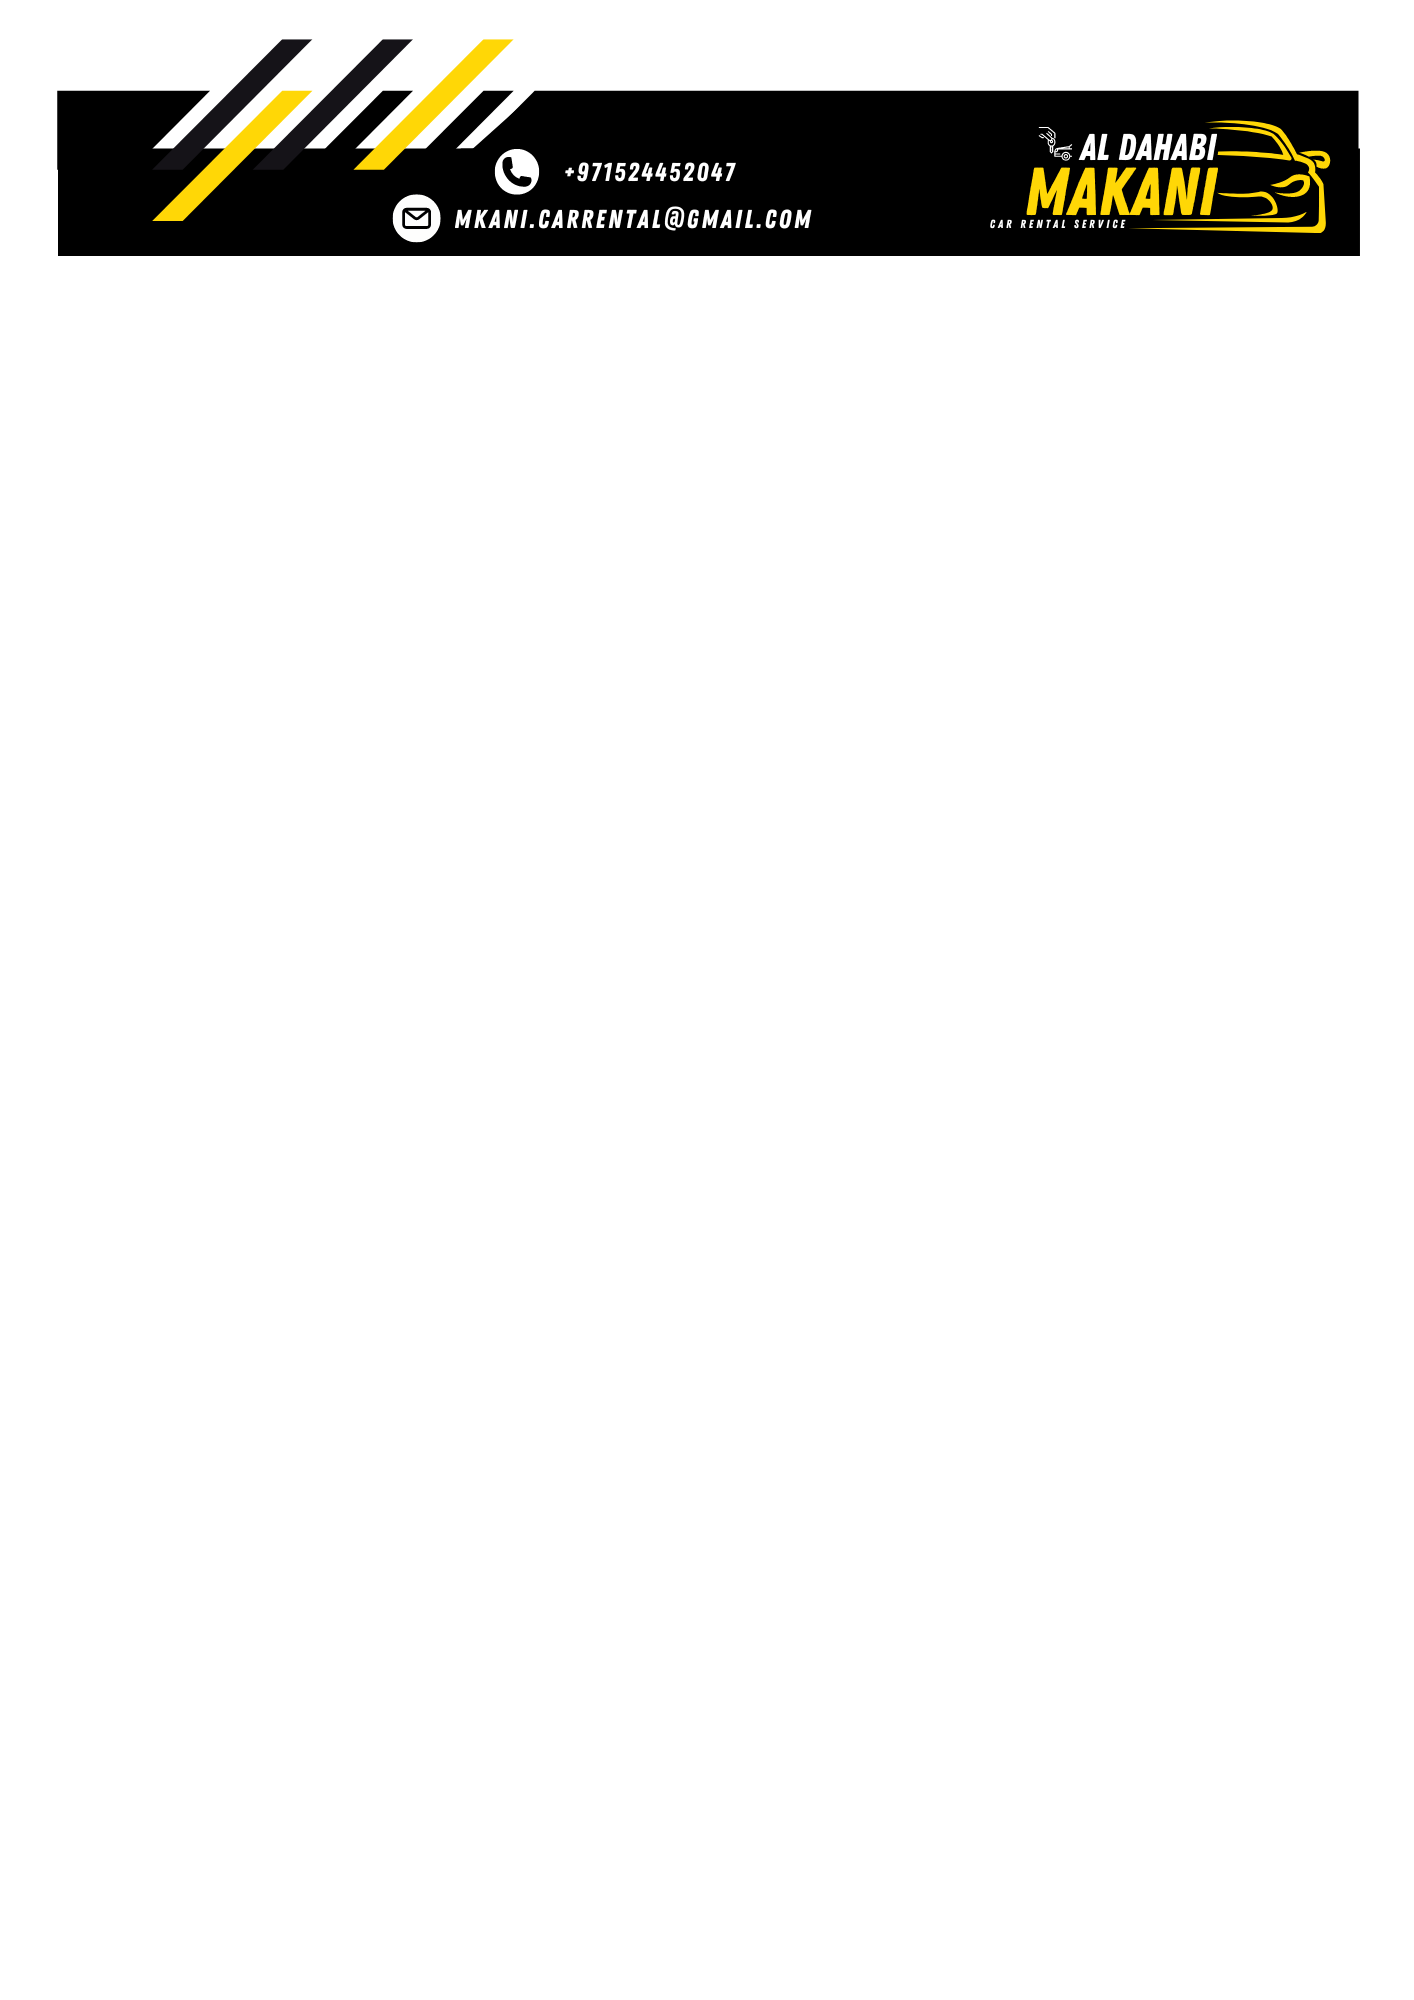 +971524452047
MKANI.CARRENTAL@GMAIL.COM
AL DAHABI
MAKANI
CAR RENTAL SERVICE